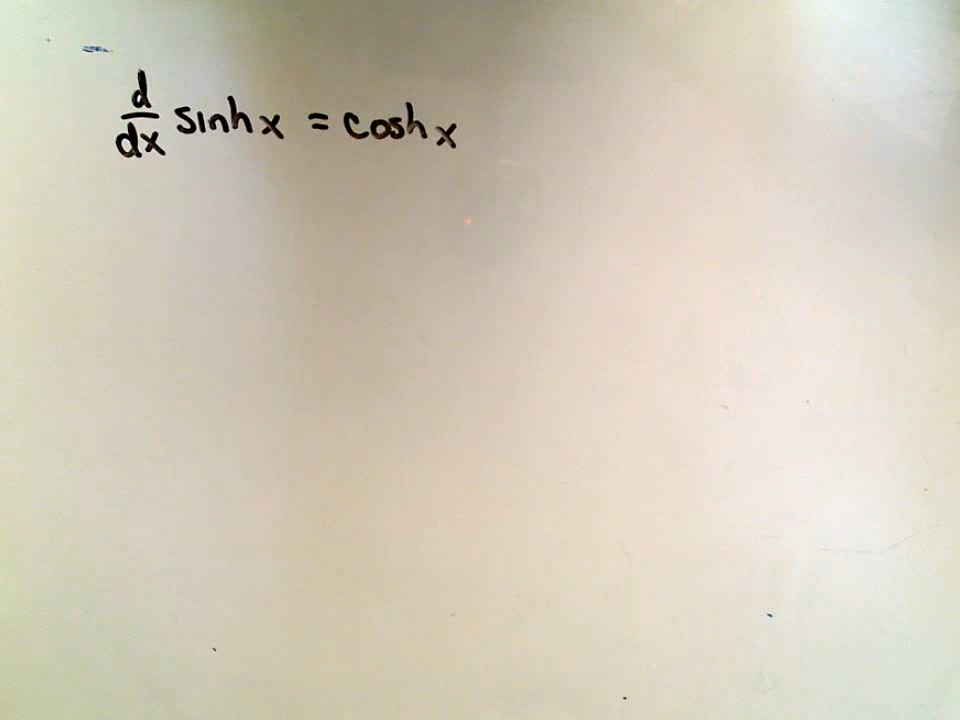 d/dx sinh x = cosh x